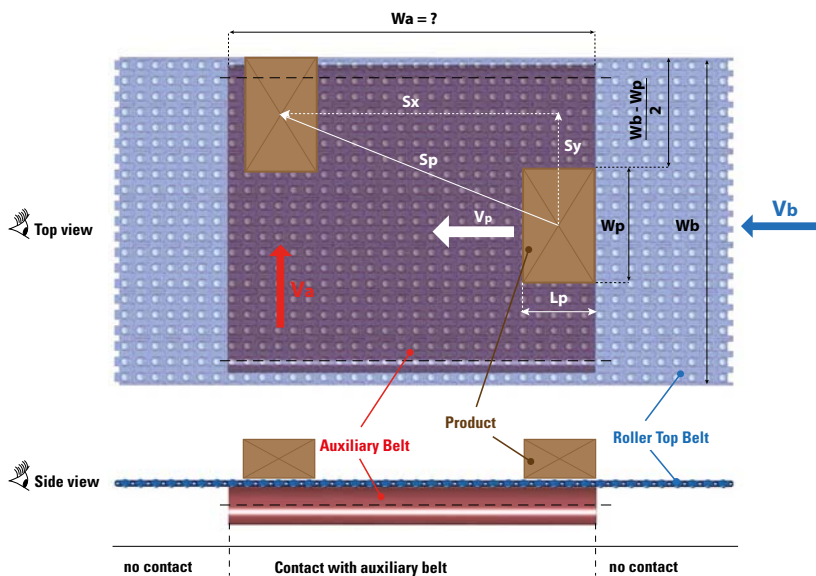 Wa = ?
Sx
Sy
Sp
Wb - Wp
2
Vp
Vb
Wp
Wb
Top view
Va
Lp
Product
Auxiliary Belt
Roller Top Belt
Side view
no contact
Contact with auxiliary belt
no contact